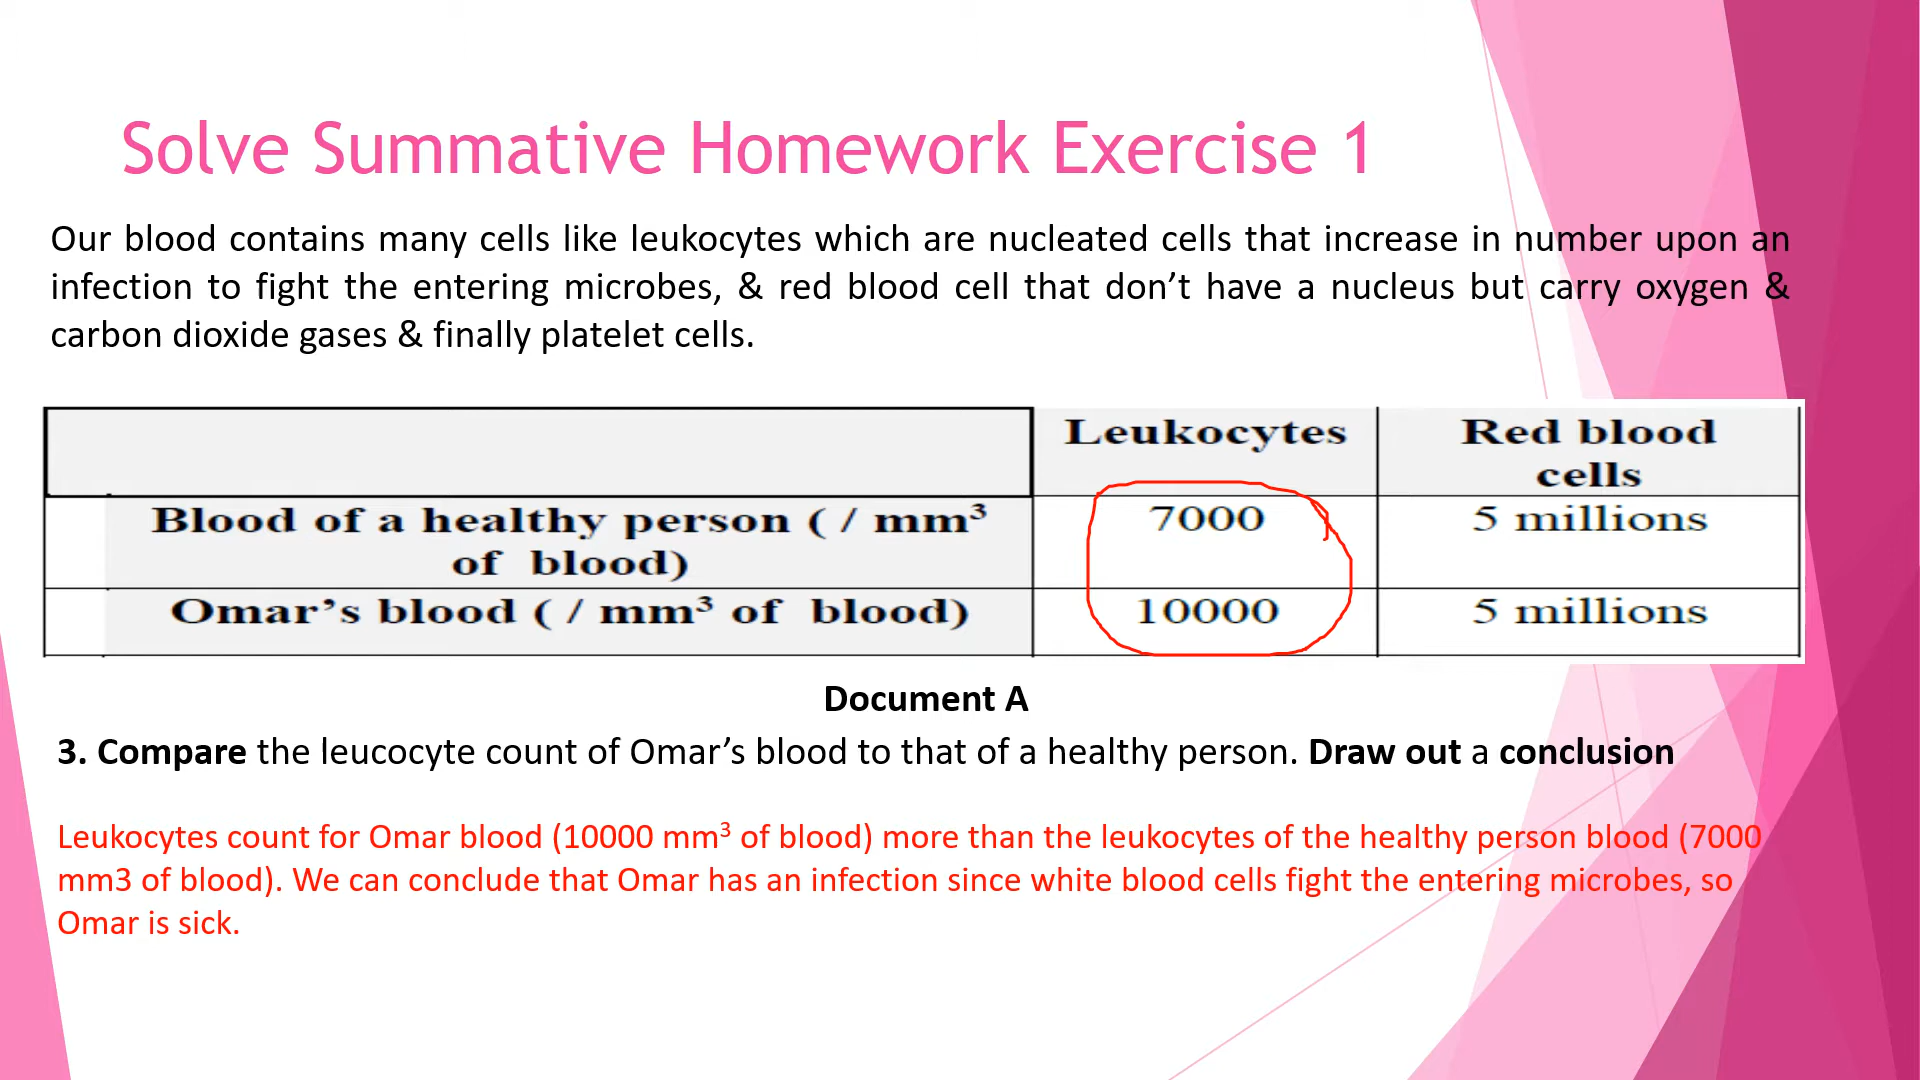 Solve Summative Homework Exercise 1
Our blood contains many cells like leukocytes which are nucleated cells that increase in number upon an
infection to fight the entering microbes, & red blood cell that don’t have a nucleus but carry oxygen &
carbon dioxide gases & finally platelet cells.
Leukocytes
Red blood
cells
Blood of a healthy person ( / mm³
of blood)
7000
5 millions
Omar’s blood ( / mm³ of blood)
10000
5 millions
Document A
3. Compare the leucocyte count of Omar’s blood to that of a healthy person. Draw out a conclusion
Leukocytes count for Omar blood (10000 mm³ of blood) more than the leukocytes of the healthy person blood (7000
mm3 of blood). We can conclude that Omar has an infection since white blood cells fight the entering microbes, so
Omar is sick.